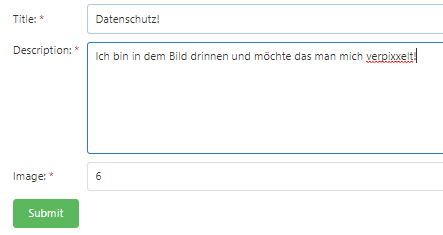 Title: * Datenschutz!
Description: * Ich bin in dem Bild drinnen und möchte das man mich verpixxelt!
Image: * 6
Submit